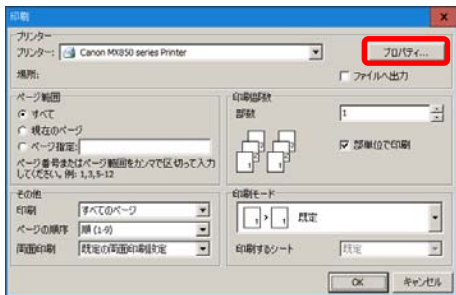 印刷
プリンター
プリンター: Canon MX850 series Printer プロパティ...
場所: ファイルへ出力
ページ範囲
すべて
現在のページ
ページ指定:
ページ番号またはページ範囲をカンマで区切って入力
してください。例: 1,3,5-12
印刷部数
部数 1
1 1 2 2 3 3
部単位で印刷
その他
印刷 すべてのページ
ページの順序 順 (1-9)
両面印刷 既定の両面印刷設定
印刷モード
1 1 既定
印刷するシート 既定
OK キャンセル